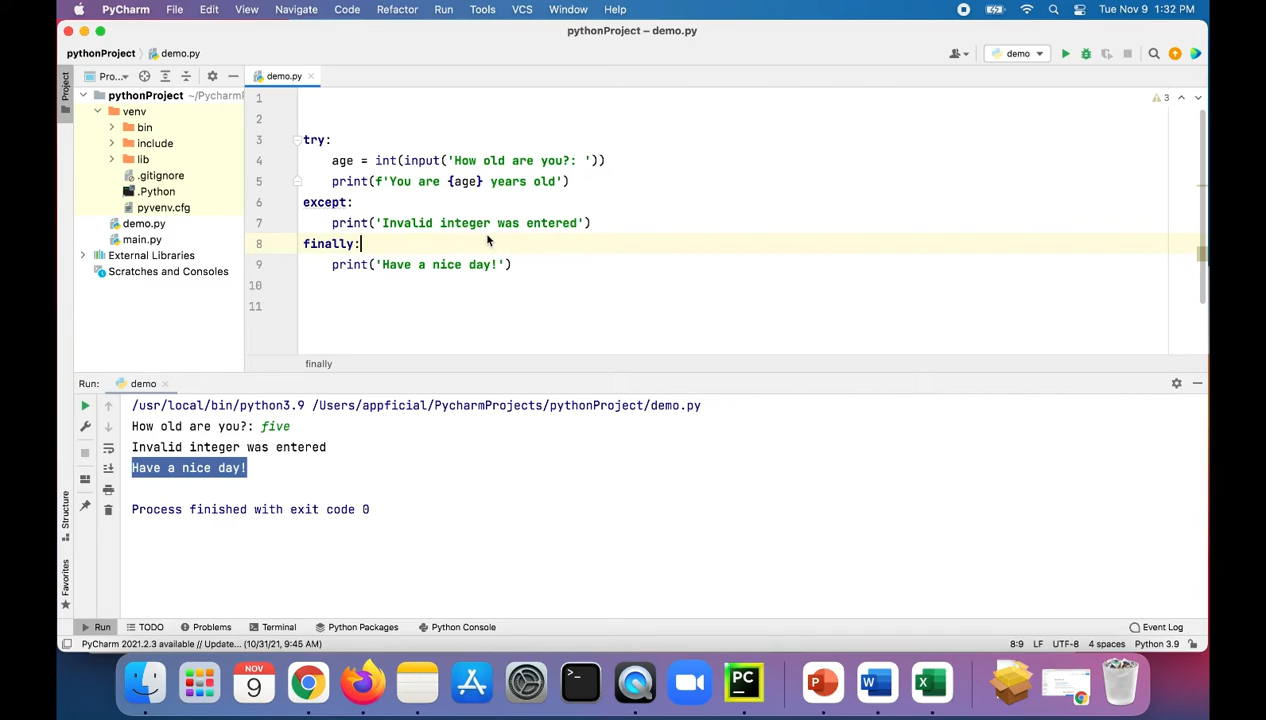 PyCharm File Edit View Navigate Code Refactor Run Tools VCS Window Help Tue Nov 9 1:32 PM
pythonProject – demo.py
pythonProject demo.py demo
Project Pro... demo.py
pythonProject ~/PycharmP
venv
bin
include
lib
.gitignore
.Python
pyvenv.cfg
demo.py
main.py
External Libraries
Scratches and Consoles
3
1
2
3 try:
4 age = int(input('How old are you?: '))
5 print(f'You are {age} years old')
6 except:
7 print('Invalid integer was entered')
8 finally:
9 print('Have a nice day!')
10
11
finally
Run: demo
/usr/local/bin/python3.9 /Users/appficial/PycharmProjects/pythonProject/demo.py
How old are you?: five
Invalid integer was entered
Have a nice day!
Process finished with exit code 0
Structure
Favorites
Run TODO Problems Terminal Python Packages Python Console Event Log
PyCharm 2021.2.3 available // Update... (10/31/21, 9:45 AM) 8:9 LF UTF-8 4 spaces Python 3.9
NOV
9
>_
PC
P
W
X